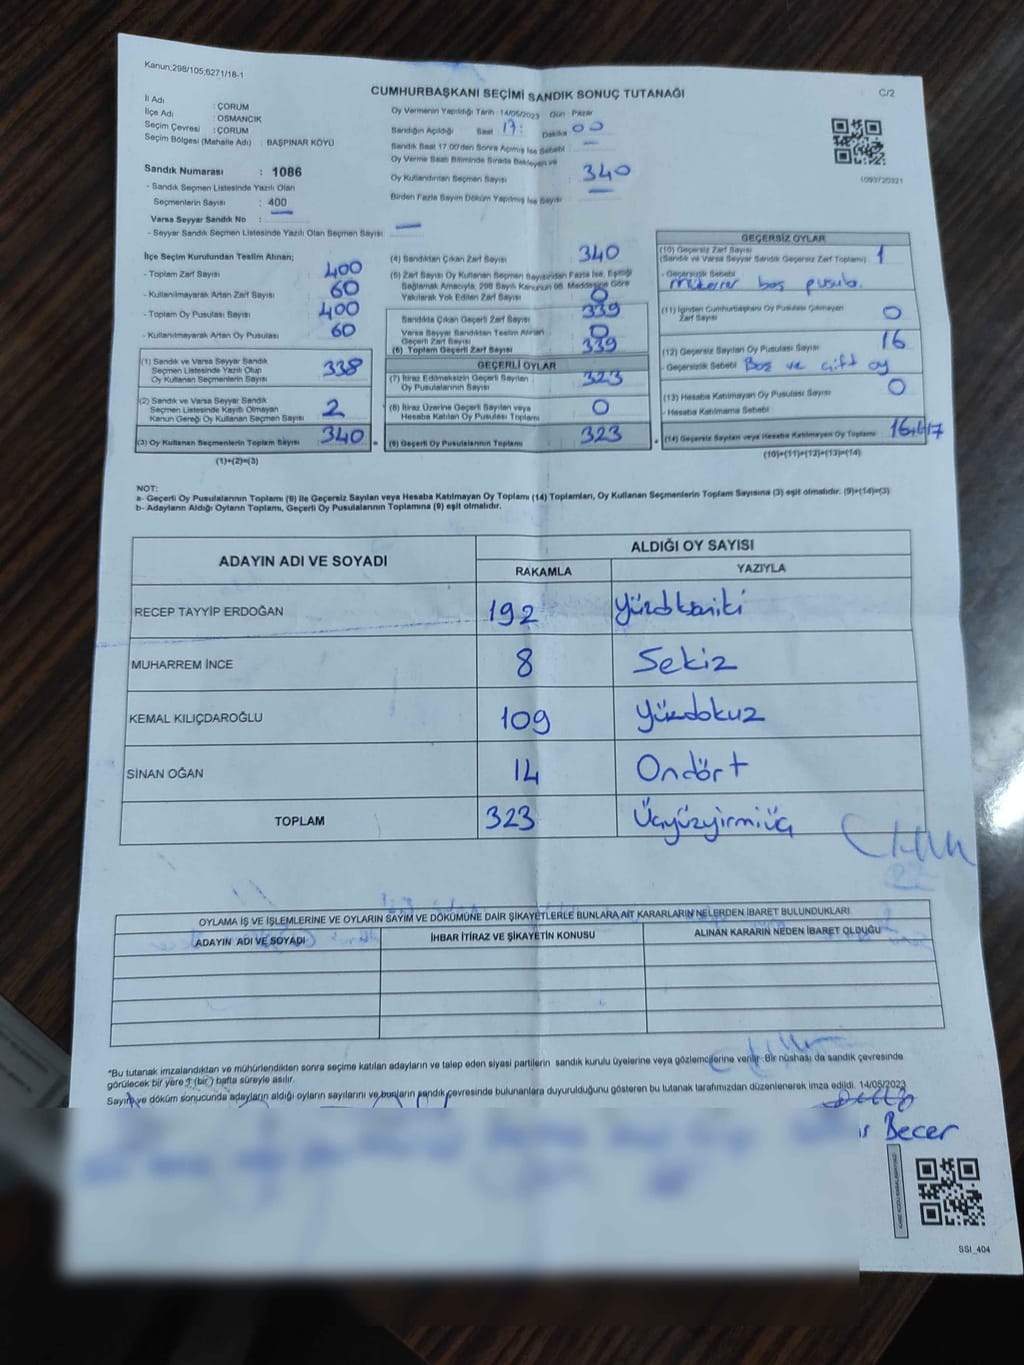 Kanun;298/105;6271/18-1
CUMHURBAŞKANI SEÇİMİ SANDIK SONUÇ TUTANAĞI
C/2
İl Adı : ÇORUM
İlçe Adı : OSMANCIK
Seçim Çevresi : ÇORUM
Seçim Bölgesi (Mahalle Adı) : BAŞPINAR KÖYÜ
Sandık Numarası : 1086
- Sandık Seçmen Listesinde Yazılı Olan
Seçmenlerin Sayısı : 400
Varsa Seyyar Sandık No :
- Seyyar Sandık Seçmen Listesinde Yazılı Olan Seçmen Sayısı :
Oy Vermenin Yapıldığı Tarih : 14/05/2023 Gün : Pazar
Sandığın Açıldığı Saat 17: Dakika 00
Sandık Saat 17:00'den Sonra Açılmış İse Sebebi :
Oy Verme Saati Bitiminde Sırada Bekleyen ve
Oy Kullandırılan Seçmen Sayısı : 340
Birden Fazla Sayım Döküm Yapılmış İse Sayısı :
İlçe Seçim Kurulundan Teslim Alınan;
- Toplam Zarf Sayısı 400
- Kullanılmayarak Artan Zarf Sayısı 60
- Toplam Oy Pusulası Sayısı 400
- Kullanılmayarak Artan Oy Pusulası 60
(1) Sandık ve Varsa Seyyar Sandık
Seçmen Listesinde Yazılı Olup
Oy Kullanan Seçmenlerin Sayısı 338
(2) Sandık ve Varsa Seyyar Sandık
Seçmen Listesinde Kayıtlı Olmayan
Kanun Gereği Oy Kullanan Seçmen Sayısı 2
(3) Oy Kullanan Seçmenlerin Toplam Sayısı 340
(1)+(2)=(3)
(4) Sandıktan Çıkan Zarf Sayısı 340
(5) Zarf Sayısı Oy Kullanan Seçmen Sayısından Fazla İse, Eşitliği
Sağlamak Amacıyla, 298 Sayılı Kanunun 98. Maddesine Göre
Yakılarak Yok Edilen Zarf Sayısı 0
Sandıkta Çıkan Geçerli Zarf Sayısı 339
Varsa Seyyar Sandıktan Teslim Alınan
Geçerli Zarf Sayısı 0
(6) Toplam Geçerli Zarf Sayısı 339
GEÇERLİ OYLAR
(7) İtiraz Edilmeksizin Geçerli Sayılan
Oy Pusulalarının Sayısı 323
(8) İtiraz Üzerine Geçerli Sayılan veya
Hesaba Katılan Oy Pusulası Toplamı 0
(9) Geçerli Oy Pusulalarının Toplamı 323
GEÇERSİZ OYLAR
(10) Geçersiz Zarf Sayısı
(Sandık ve Varsa Seyyar Sandık Geçersiz Zarf Toplamı) 1
- Geçersizlik Sebebi
mükerrer boş pusula.
(11) İçinden Cumhurbaşkanı Oy Pusulası Çıkmayan
Zarf Sayısı 0
(12) Geçersiz Sayılan Oy Pusulası Sayısı 16
- Geçersizlik Sebebi Boş ve çift oy
(13) Hesaba Katılmayan Oy Pusulası Sayısı 0
- Hesaba Katılmama Sebebi
(14) Geçersiz Sayılan veya Hesaba Katılmayan Oy Toplamı
(10)+(11)+(12)+(13)=(14)
NOT:
a- Geçerli Oy Pusulalarının Toplamı (9) ile Geçersiz Sayılan veya Hesaba Katılmayan Oy Toplamı (14) Toplamları, Oy Kullanan Seçmenlerin Toplam Sayısına (3) eşit olmalıdır. (9)+(14)=(3)
b- Adayların Aldığı Oyların Toplamı, Geçerli Oy Pusulalarının Toplamına (9) eşit olmalıdır.
ADAYIN ADI VE SOYADI ALDIĞI OY SAYISI
RAKAMLA YAZIYLA
RECEP TAYYİP ERDOĞAN 192
MUHARREM İNCE 8 Sekiz
KEMAL KILIÇDAROĞLU 109 Yüzdokuz
SİNAN OĞAN 14 Ondört
TOPLAM 323 Üçyüzyirmiüç
OYLAMA İŞ VE İŞLEMLERİNE VE OYLARIN SAYIM VE DÖKÜMÜNE DAİR ŞİKAYETLERLE BUNLARA AİT KARARLARIN NELERDEN İBARET BULUNDUKLARI
ADAYIN ADI VE SOYADI İHBAR İTİRAZ VE ŞİKAYETİN KONUSU ALINAN KARARIN NEDEN İBARET OLDUĞU
*Bu tutanak imzalandıktan ve mühürlendikten sonra seçime katılan adayların ve talep eden siyasi partilerin sandık kurulu üyelerine veya gözlemcilerine verilir. Bir nüshası da sandık çevresinde
görülecek bir yere 1 (bir) hafta süreyle asılır.
Sayım ve döküm sonucunda adayların aldığı oyların sayılarını ve bunların sandık çevresinde bulunanlara duyurulduğunu gösteren bu tutanak tarafımızdan düzenlenerek imza edildi. 14/05/2023
Becer
SSI_404